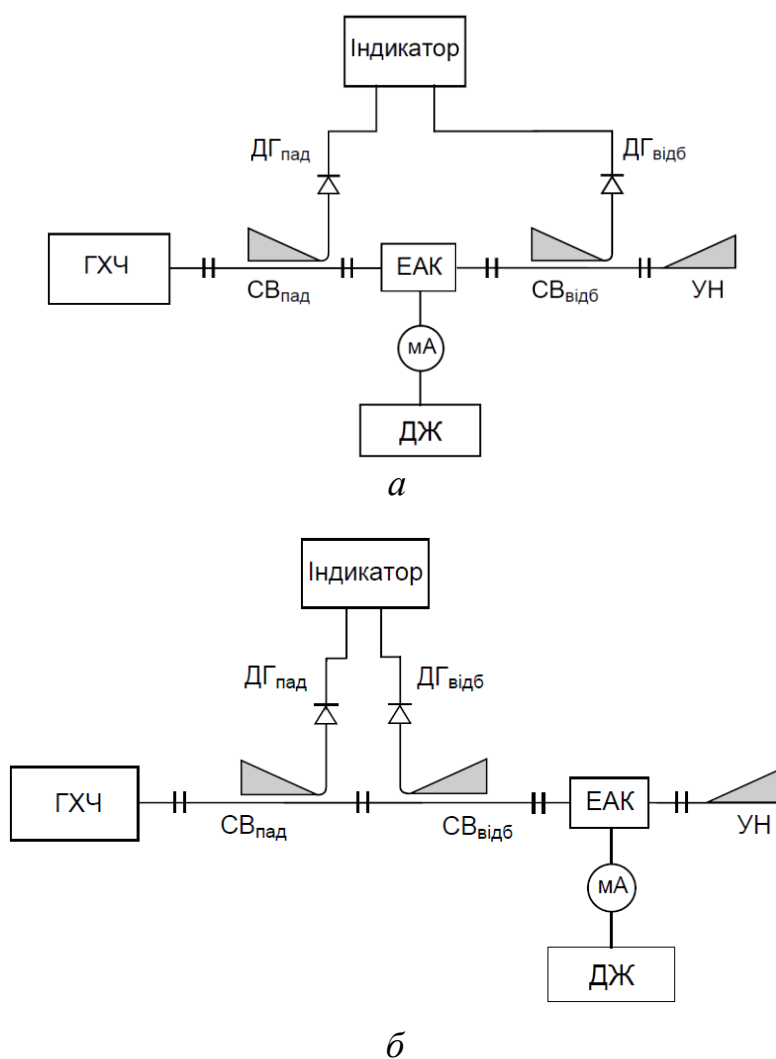 Індикатор
ДГпад
ДГвідб
ГХЧ
ЕАК
СВпад
СВвідб
УН
мА
ДЖ
а
Індикатор
ДГпад
ДГвідб
ГХЧ
ЕАК
СВпад
СВвідб
УН
мА
ДЖ
б